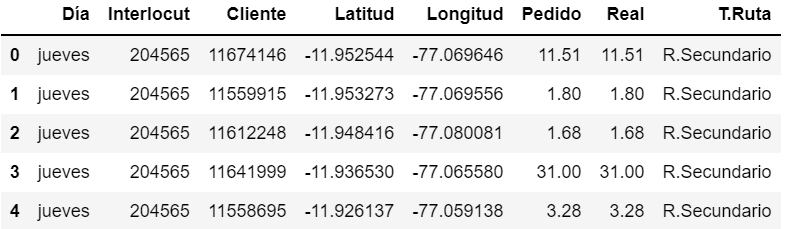 Día Interlocut Cliente Latitud Longitud Pedido Real T.Ruta
0 jueves 204565 11674146 -11.952544 -77.069646 11.51 11.51 R.Secundario
1 jueves 204565 11559915 -11.953273 -77.069556 1.80 1.80 R.Secundario
2 jueves 204565 11612248 -11.948416 -77.080081 1.68 1.68 R.Secundario
3 jueves 204565 11641999 -11.936530 -77.065580 31.00 31.00 R.Secundario
4 jueves 204565 11558695 -11.926137 -77.059138 3.28 3.28 R.Secundario